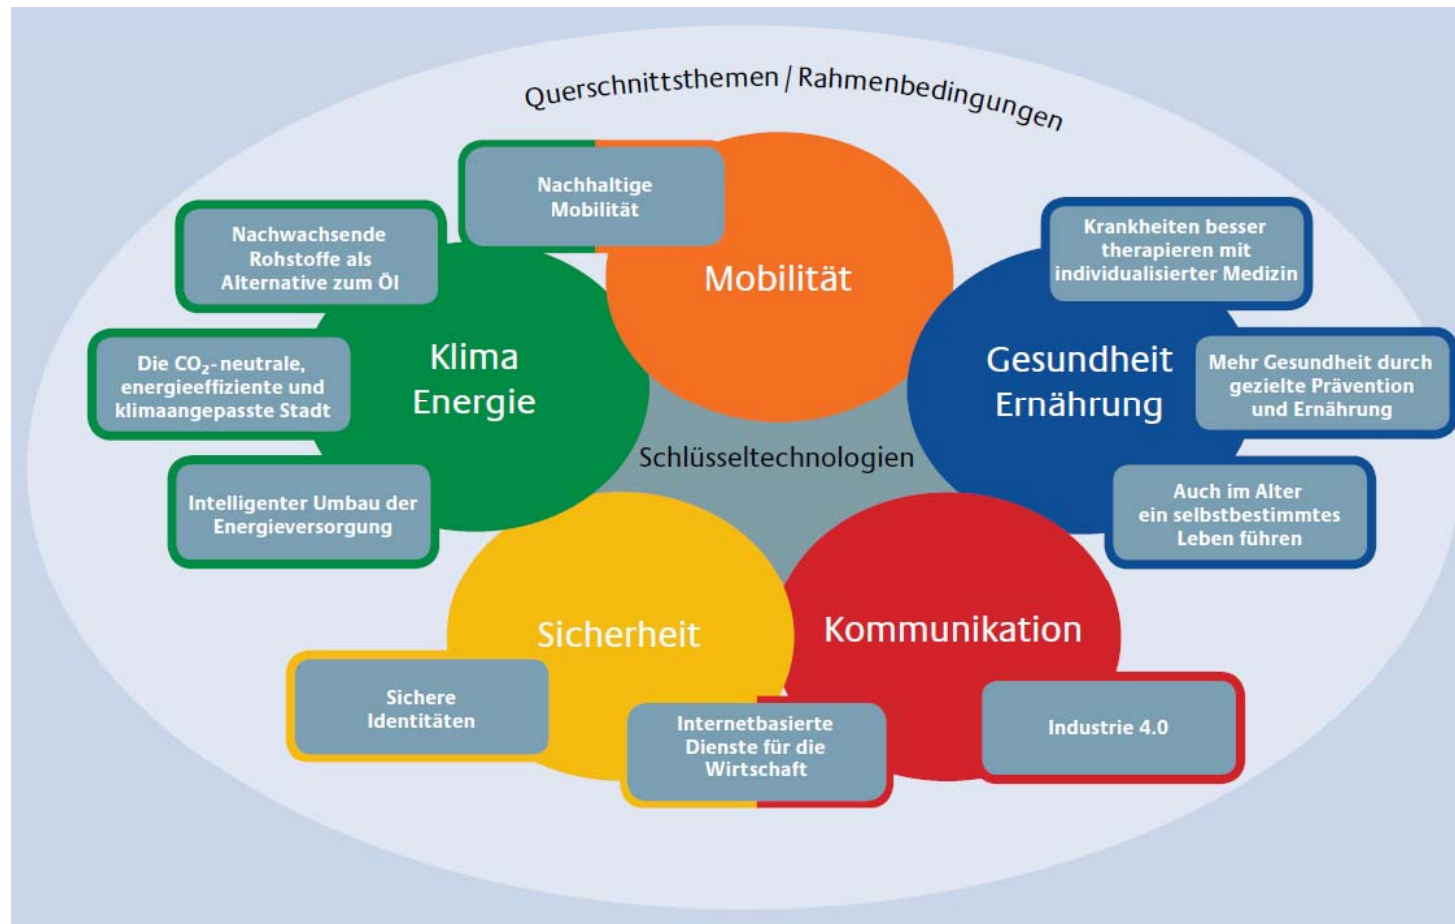 Querschnittsthemen / Rahmenbedingungen
Nachhaltige
Mobilität
Mobilität
Nachwachsende
Rohstoffe als
Alternative zum Öl
Die CO₂-neutrale,
energieeffiziente und
klimaangepasste Stadt
Intelligenter Umbau der
Energieversorgung
Klima
Energie
Krankheiten besser
therapieren mit
individualisierter Medizin
Gesundheit
Ernährung
Mehr Gesundheit durch
gezielte Prävention
und Ernährung
Auch im Alter
ein selbstbestimmtes
Leben führen
Schlüsseltechnologien
Sicherheit
Sichere
Identitäten
Internetbasierte
Dienste für die
Wirtschaft
Kommunikation
Industrie 4.0